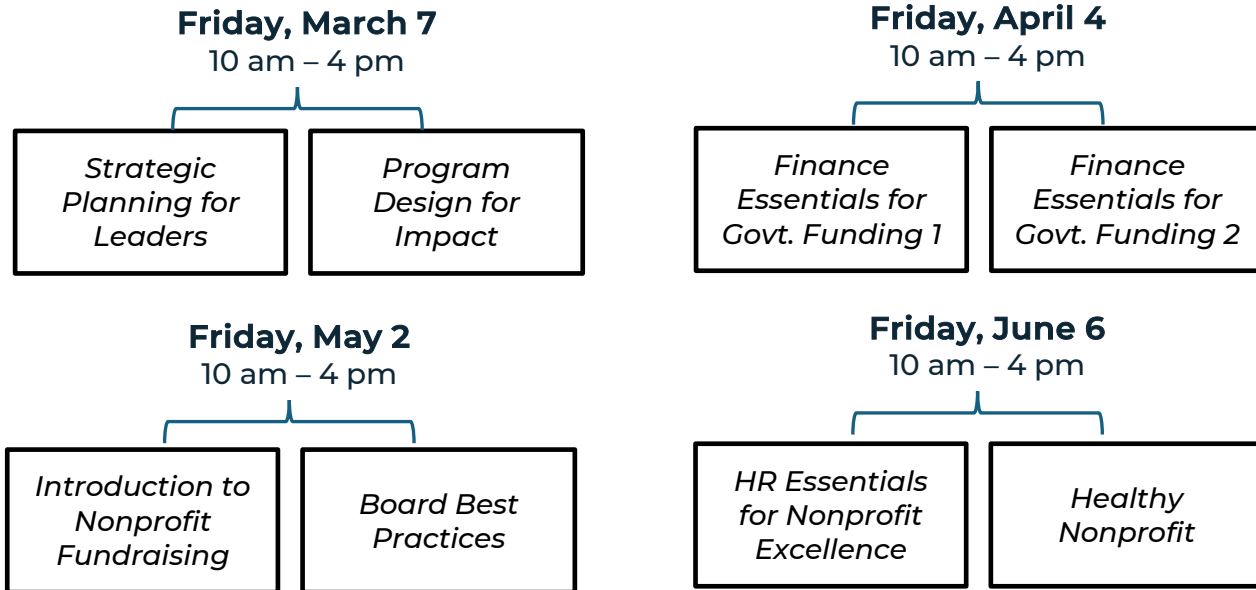 Friday, March 7
10 am – 4 pm
Strategic
Planning for
Leaders
Program
Design for
Impact
Friday, April 4
10 am – 4 pm
Finance
Essentials for
Govt. Funding 1
Finance
Essentials for
Govt. Funding 2
Friday, May 2
10 am – 4 pm
Introduction to
Nonprofit
Fundraising
Board Best
Practices
Friday, June 6
10 am – 4 pm
HR Essentials
for Nonprofit
Excellence
Healthy
Nonprofit